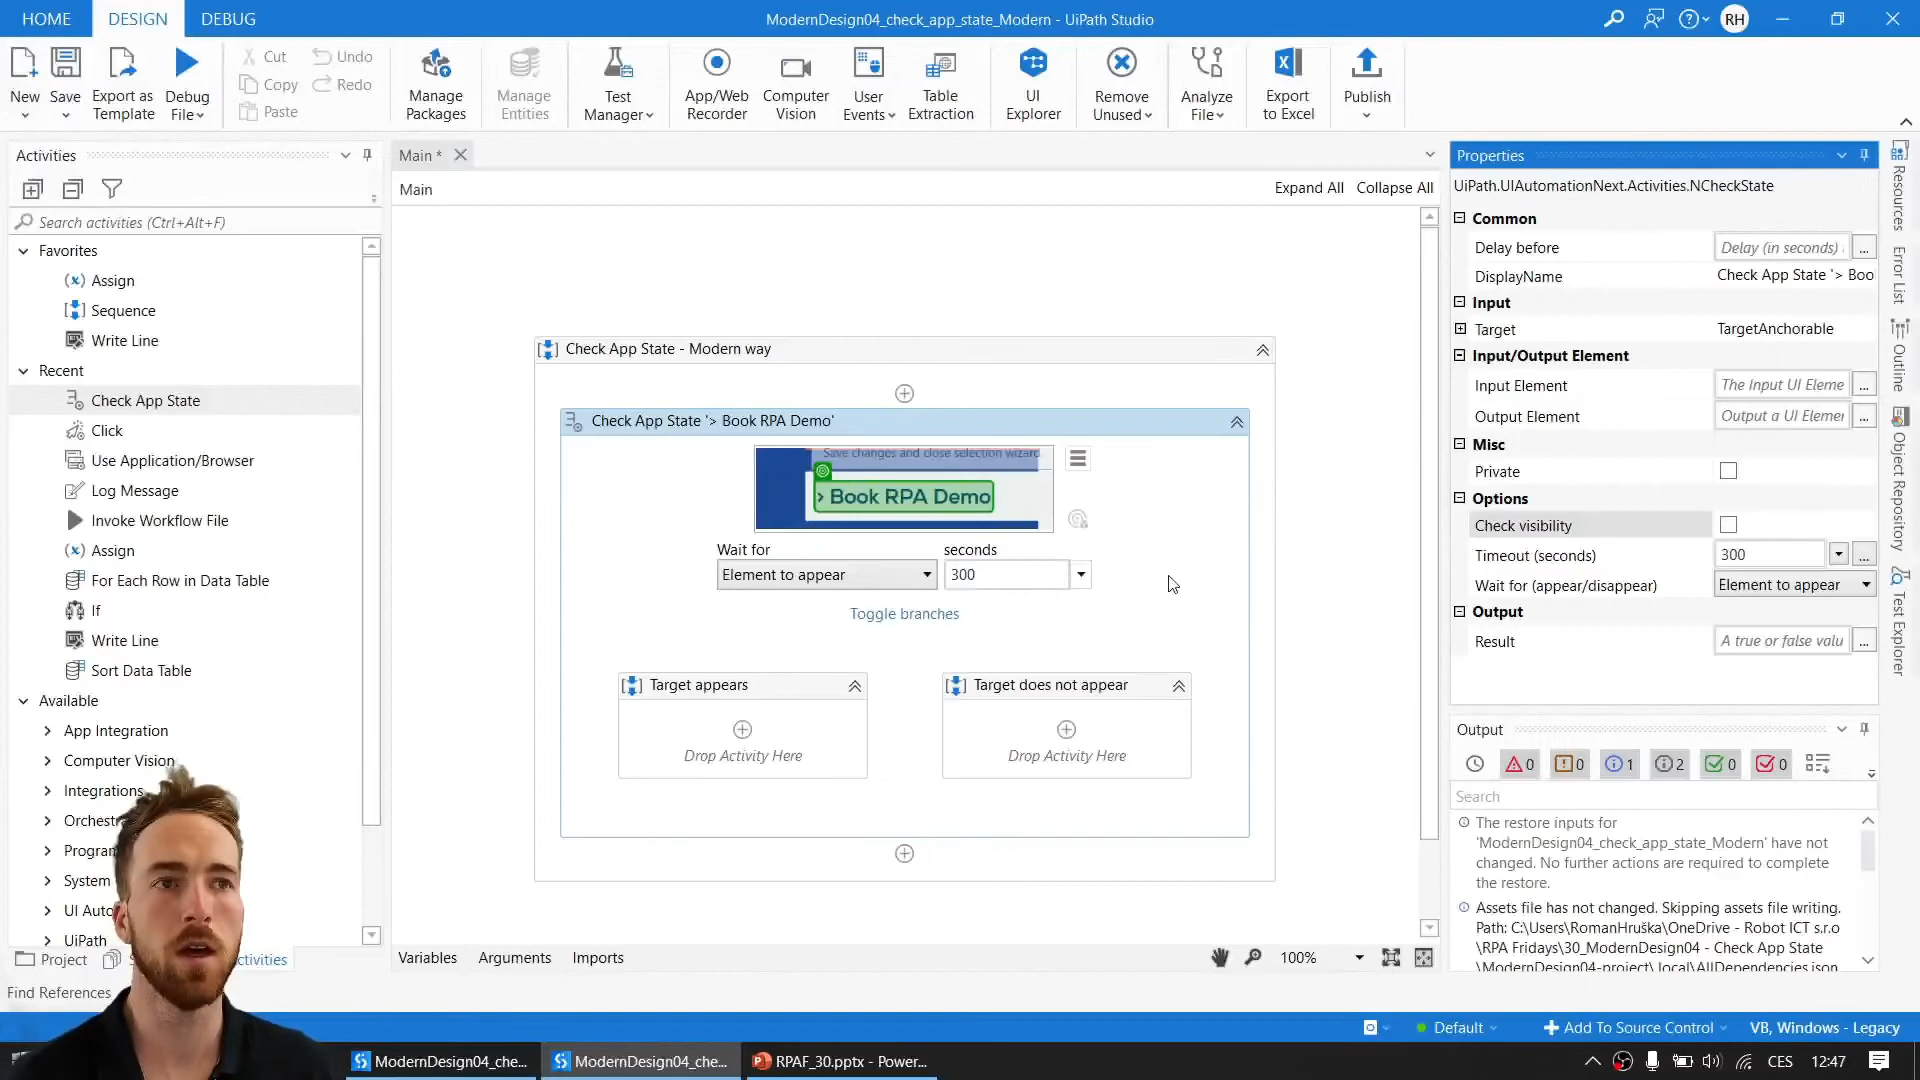 HOME
DESIGN
DEBUG
ModernDesign04_check_app_state_Modern - UiPath Studio
RH
New
Save
Export as Template
Debug File
Cut
Copy
Paste
Undo
Redo
Manage Packages
Manage Entities
Test Manager
App/Web Recorder
Computer Vision
User Events
Table Extraction
UI Explorer
Remove Unused
Analyze File
Export to Excel
Publish
Activities
Search activities (Ctrl+Alt+F)
Favorites
Assign
Sequence
Write Line
Recent
Check App State
Click
Use Application/Browser
Log Message
Invoke Workflow File
Assign
For Each Row in Data Table
If
Write Line
Sort Data Table
Available
App Integration
Computer Vision
Integrations
Orchestr
Progran
System
UI Auto
UiPath
Project
ctivities
Find References
Main *
Main
Expand All
Collapse All
Check App State - Modern way
Check App State '> Book RPA Demo'
Save changes and close selection wizard
> Book RPA Demo
Wait for
seconds
Element to appear
300
Toggle branches
Target appears
Drop Activity Here
Target does not appear
Drop Activity Here
Variables
Arguments
Imports
100%
Properties
UiPath.UIAutomationNext.Activities.NCheckState
Common
Delay before
Delay (in seconds)
DisplayName
Check App State '> Boo
Input
Target
TargetAnchorable
Input/Output Element
Input Element
The Input UI Eleme
Output Element
Output a UI Elemen
Misc
Private
Options
Check visibility
Timeout (seconds)
300
Wait for (appear/disappear)
Element to appear
Output
Result
A true or false valu
Output
0
0
1
2
0
0
Search
The restore inputs for
'ModernDesign04_check_app_state_Modern' have not
changed. No further actions are required to complete
the restore.
Assets file has not changed. Skipping assets file writing.
Path: C:\Users\RomanHruška\OneDrive - Robot ICT s.r.o
\RPA Fridays\30_ModernDesign04 - Check App State
\ModernDesign04-project\.local\AllDependencies.json
Resources
Error List
Outline
Object Repository
Test Explorer
Default
Add To Source Control
VB, Windows - Legacy
ModernDesign04_che...
ModernDesign04_che...
RPAF_30.pptx - Power...
CES
12:47